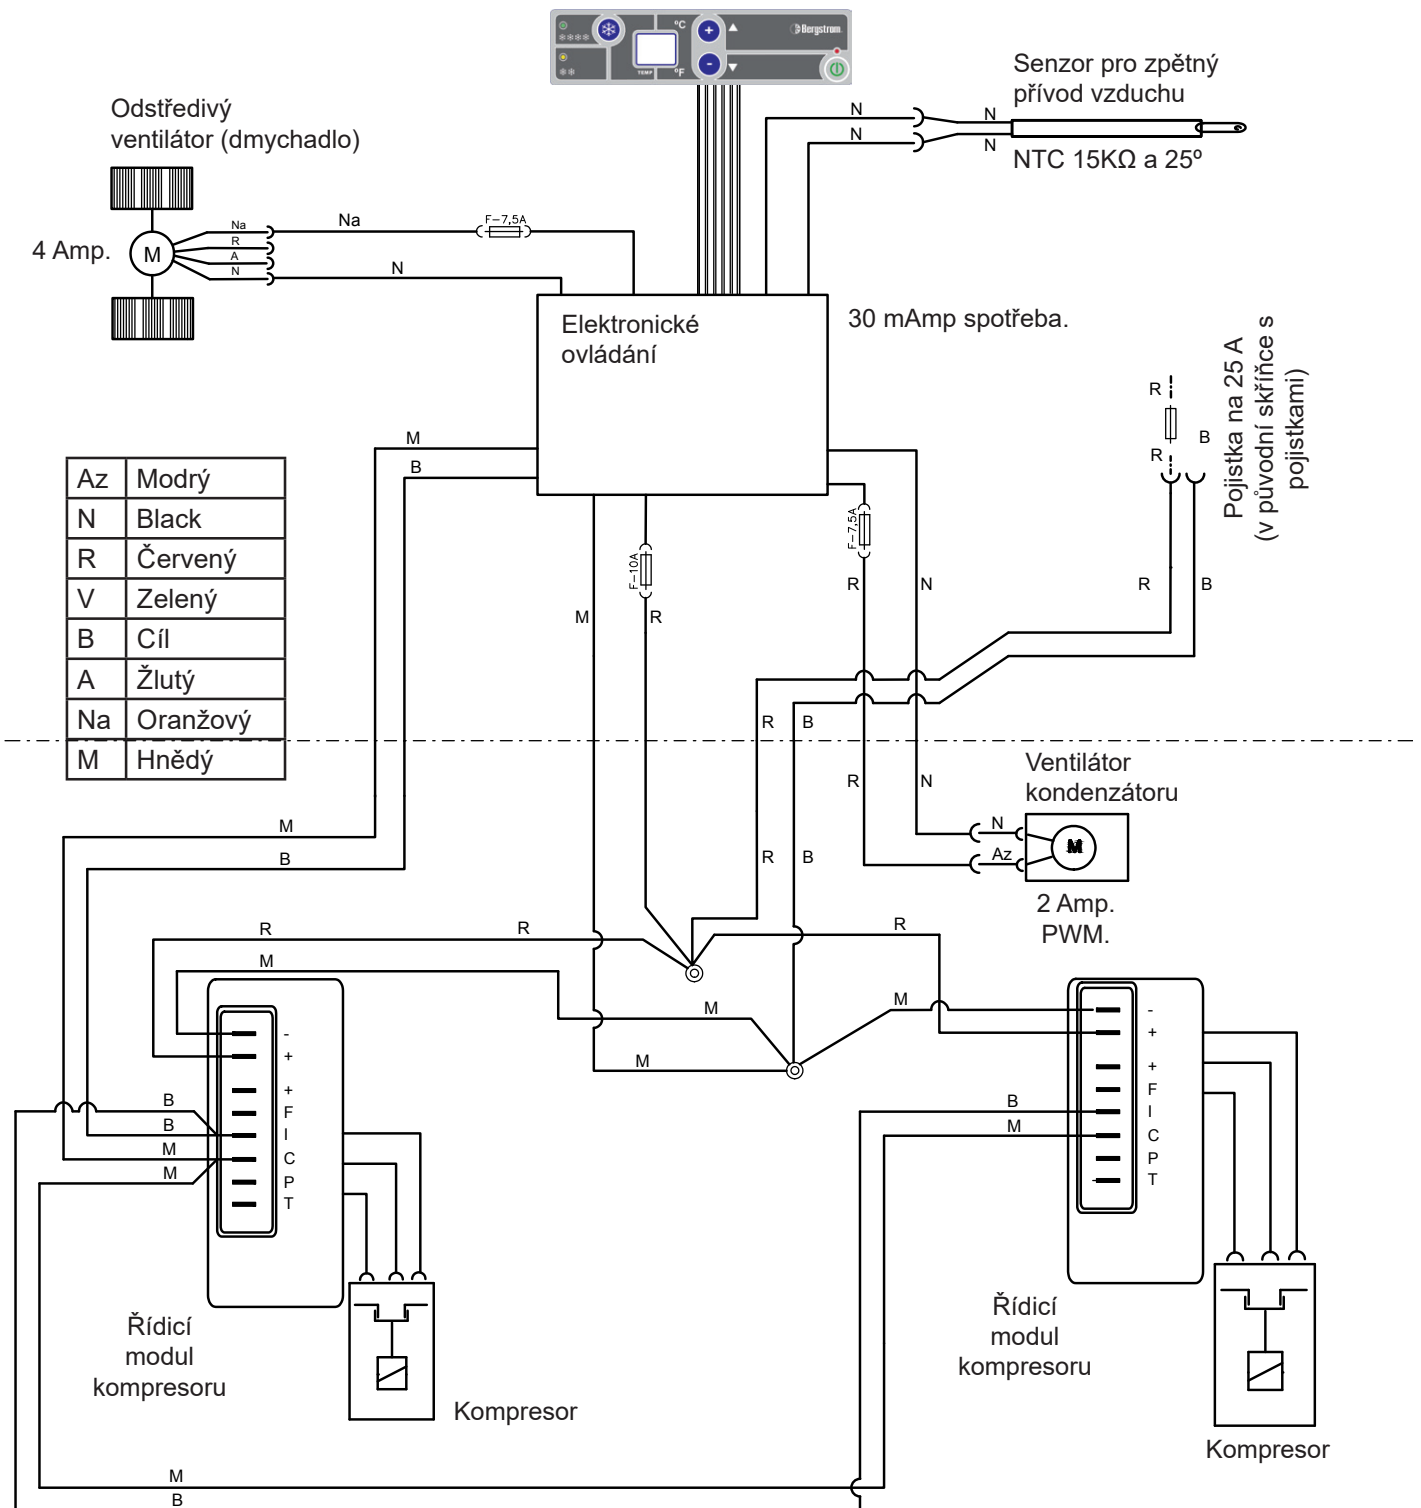 °C
Bergstrom
TEMP
°F
+
-
Senzor pro zpětný
přívod vzduchu
N
N
N
N
NTC 15KΩ a 25º
Odstředivý
ventilátor (dmychadlo)
4 Amp.
M
Na
R
A
N
Na
F-7,5A
N
Elektronické
ovládání
30 mAmp spotřeba.
Pojistka na 25 A
(v původní skříňce s
pojistkami)
R
B
R
M
B
Az Modrý
N Black
R Červený
V Zelený
B Cíl
A Žlutý
Na Oranžový
M Hnědý
F-10A
F-7,5A
M
R
R
N
R
B
R
B
R
N
Ventilátor
kondenzátoru
N
Az
M
2 Amp.
PWM.
M
B
R
B
R
R
R
M
M
M
M
-
+
+
F
I
C
P
T
B
B
M
M
-
+
+
F
I
C
P
T
B
M
Řídicí
modul
kompresoru
Kompresor
Řídicí
modul
kompresoru
Kompresor
M
B